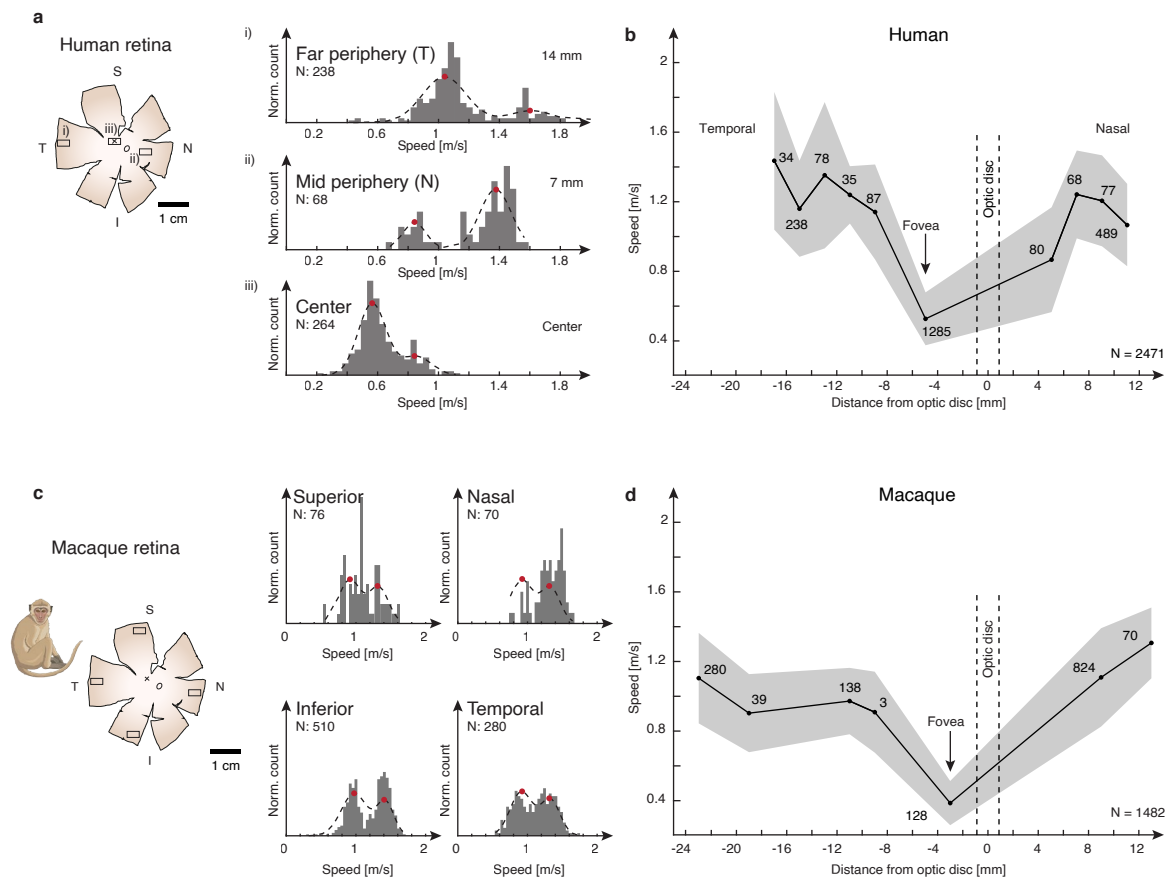 a
Human retina
S
T
N
I
i)
iii)
ii)
1 cm
i)
Far periphery (T)
N: 238
14 mm
Norm. count
0.2 0.6 1 1.4 1.8
Speed [m/s]
ii)
Mid periphery (N)
N: 68
7 mm
Norm. count
0.2 0.6 1 1.4 1.8
Speed [m/s]
iii)
Center
N: 264
Center
Norm. count
0.2 0.6 1 1.4 1.8
Speed [m/s]
b
Human
2
1.6
1.2
0.8
0.4
Speed [m/s]
Temporal
Nasal
Optic disc
Fovea
34
238
78
35
87
1285
80
68
77
489
N = 2471
-24 -20 -16 -12 -8 -4 0 4 8 12
Distance from optic disc [mm]
c
Macaque retina
S
T
N
I
1 cm
Superior
N: 76
Norm. count
0 1 2
Speed [m/s]
Nasal
N: 70
Norm. count
0 1 2
Speed [m/s]
Inferior
N: 510
Norm. count
0 1 2
Speed [m/s]
Temporal
N: 280
Norm. count
0 1 2
Speed [m/s]
d
Macaque
2
1.6
1.2
0.8
0.4
Speed [m/s]
Optic disc
Fovea
280
39
138
3
128
824
70
N = 1482
-24 -20 -16 -12 -8 -4 0 4 8 12
Distance from optic disc [mm]